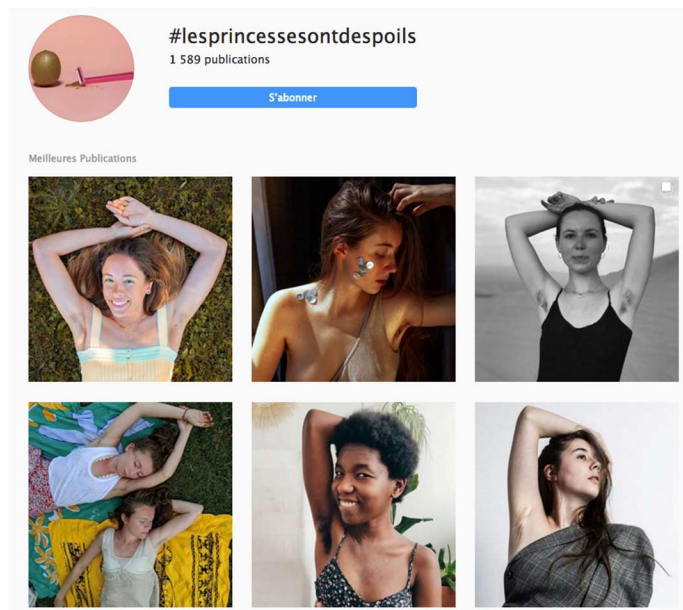 #lesprincessesontdespoils
1 589 publications
S'abonner
Meilleures Publications